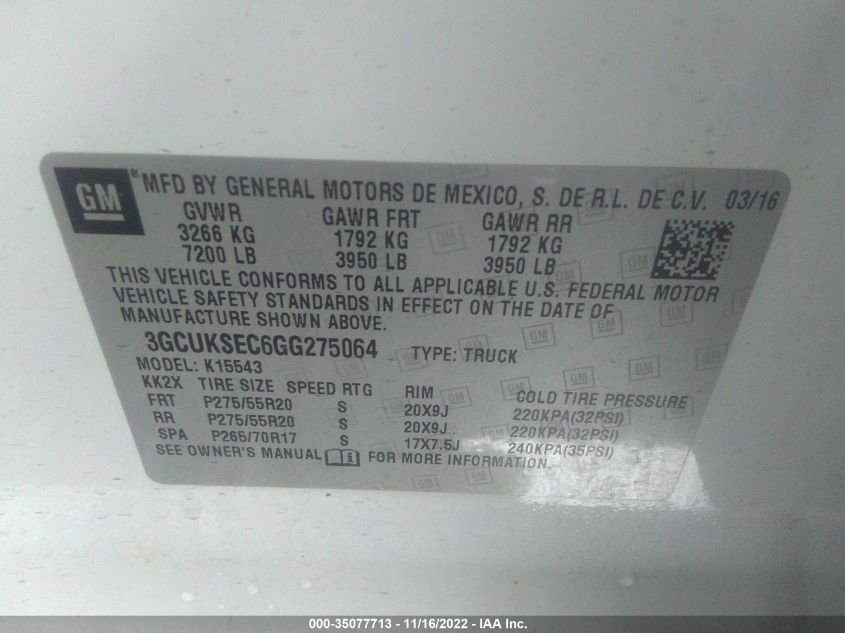 GM ® MFD BY GENERAL MOTORS DE MEXICO, S. DE R.L. DE C.V. 03/16
GVWR GAWR FRT GAWR RR
3266 KG 1792 KG 1792 KG
7200 LB 3950 LB 3950 LB
THIS VEHICLE CONFORMS TO ALL APPLICABLE U.S. FEDERAL MOTOR
VEHICLE SAFETY STANDARDS IN EFFECT ON THE DATE OF
MANUFACTURE SHOWN ABOVE.
3GCUKSEC6GG275064 TYPE: TRUCK
MODEL: K15543
KK2X TIRE SIZE SPEED RTG RIM COLD TIRE PRESSURE
FRT P275/55R20 S 20X9J 220KPA(32PSI)
RR P275/55R20 S 20X9J 220KPA(32PSI)
SPA P265/70R17 S 17X7.5J 240KPA(35PSI)
SEE OWNER'S MANUAL FOR MORE INFORMATION.
000-35077713 - 11/16/2022 - IAA Inc.